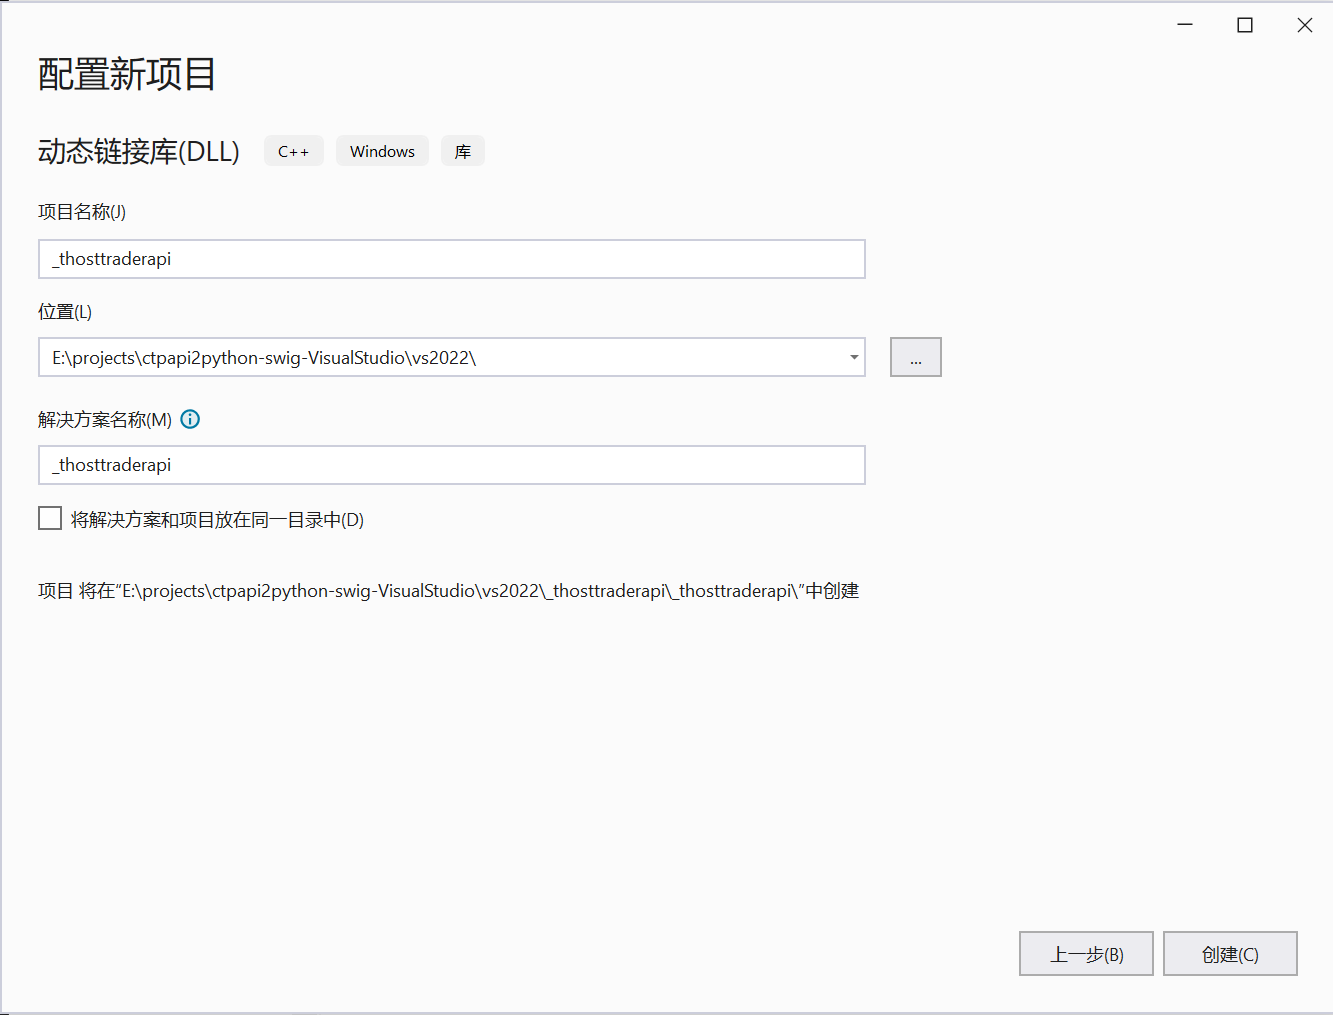 配置新项目
动态链接库(DLL) C++ Windows 库
项目名称(J)
_thosttraderapi
位置(L)
E:\projects\ctpapi2python-swig-VisualStudio\vs2022\ ...
解决方案名称(M)
_thosttraderapi
将解决方案和项目放在同一目录中(D)
项目 将在“E:\projects\ctpapi2python-swig-VisualStudio\vs2022\_thosttraderapi\_thosttraderapi\”中创建
上一步(B) 创建(C)